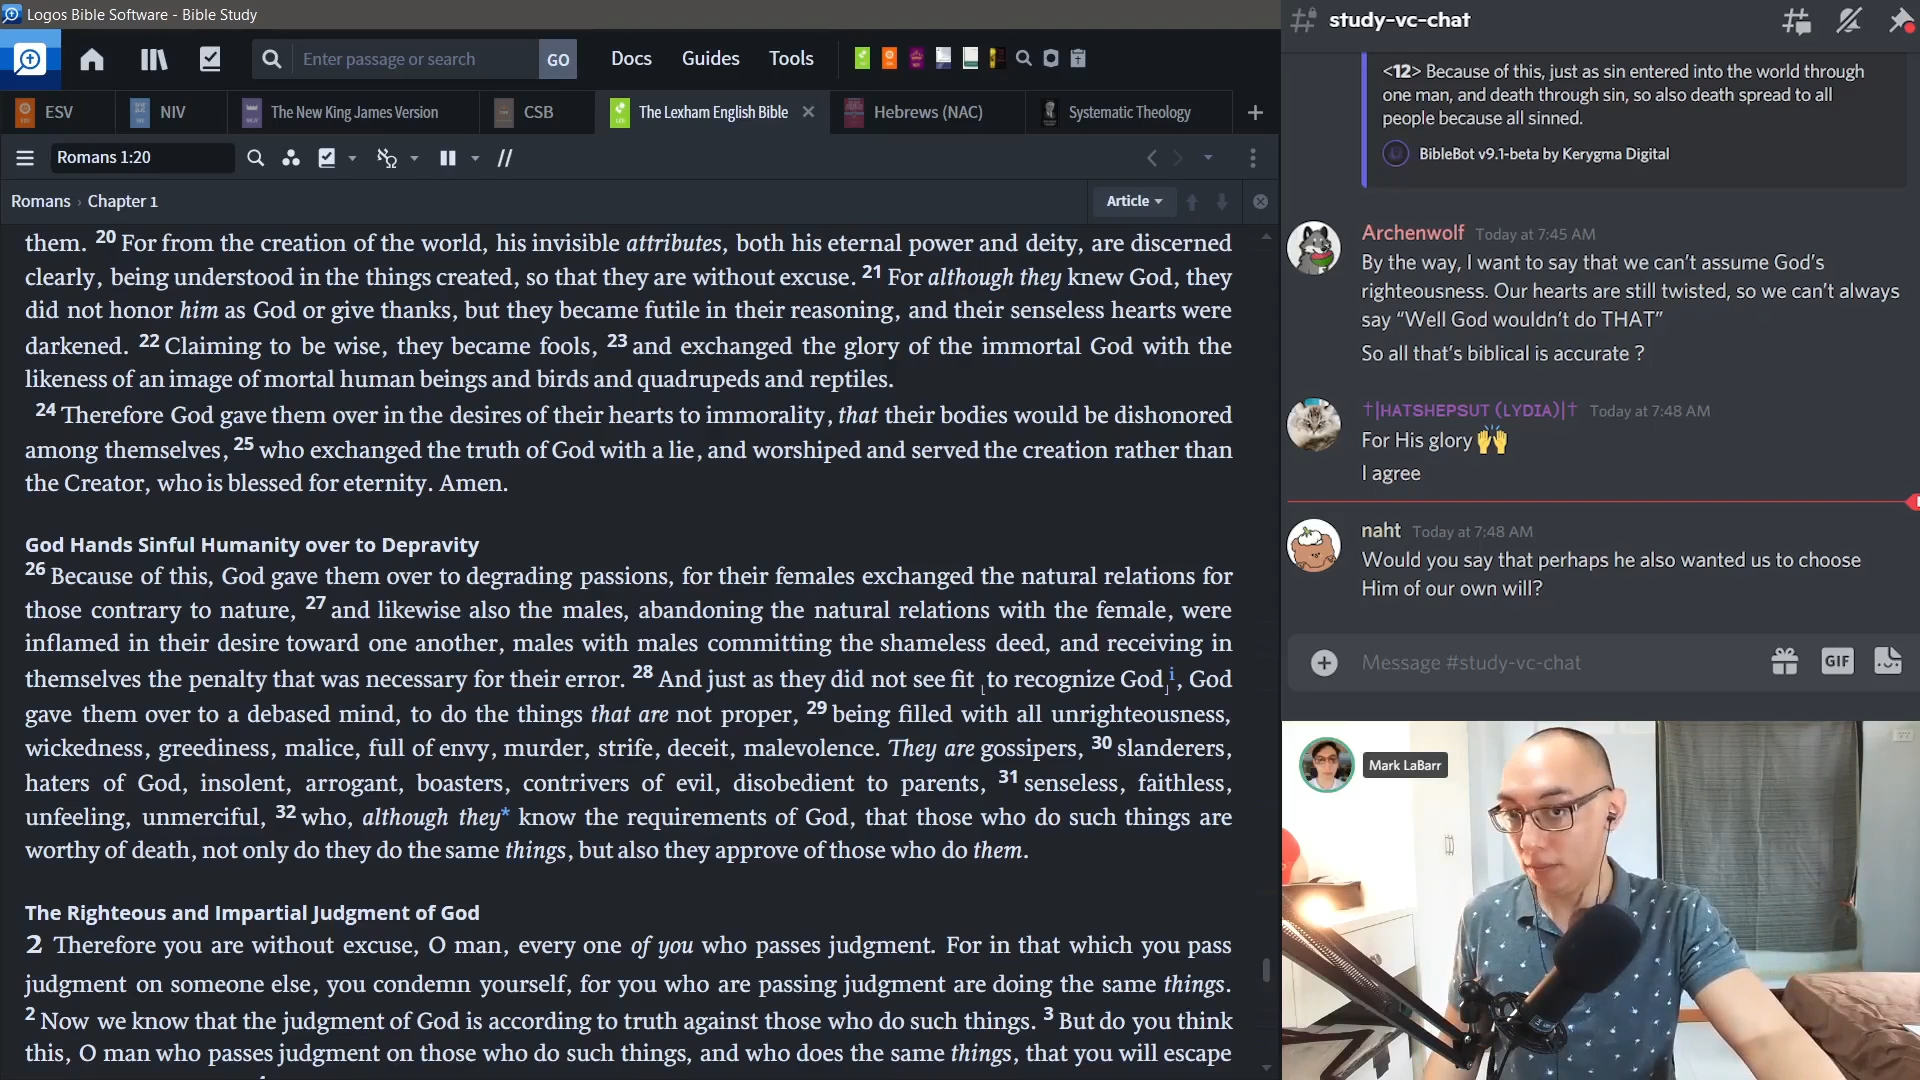 Logos Bible Software - Bible Study
Enter passage or search
GO
Docs
Guides
Tools
ESV
NIV
The New King James Version
CSB
The Lexham English Bible
Hebrews (NAC)
Systematic Theology
Romans 1:20
Romans › Chapter 1
Article
them. 20 For from the creation of the world, his invisible attributes, both his eternal power and deity, are discerned
clearly, being understood in the things created, so that they are without excuse. 21 For although they knew God, they
did not honor him as God or give thanks, but they became futile in their reasoning, and their senseless hearts were
darkened. 22 Claiming to be wise, they became fools, 23 and exchanged the glory of the immortal God with the
likeness of an image of mortal human beings and birds and quadrupeds and reptiles.
24 Therefore God gave them over in the desires of their hearts to immorality, that their bodies would be dishonored
among themselves, 25 who exchanged the truth of God with a lie, and worshiped and served the creation rather than
the Creator, who is blessed for eternity. Amen.
God Hands Sinful Humanity over to Depravity
26 Because of this, God gave them over to degrading passions, for their females exchanged the natural relations for
those contrary to nature, 27 and likewise also the males, abandoning the natural relations with the female, were
inflamed in their desire toward one another, males with males committing the shameless deed, and receiving in
themselves the penalty that was necessary for their error. 28 And just as they did not see fit ⌞to recognize God⌟i, God
gave them over to a debased mind, to do the things that are not proper, 29 being filled with all unrighteousness,
wickedness, greediness, malice, full of envy, murder, strife, deceit, malevolence. They are gossipers, 30 slanderers,
haters of God, insolent, arrogant, boasters, contrivers of evil, disobedient to parents, 31 senseless, faithless,
unfeeling, unmerciful, 32 who, although they* know the requirements of God, that those who do such things are
worthy of death, not only do they do the same things, but also they approve of those who do them.
The Righteous and Impartial Judgment of God
2 Therefore you are without excuse, O man, every one of you who passes judgment. For in that which you pass
judgment on someone else, you condemn yourself, for you who are passing judgment are doing the same things.
2 Now we know that the judgment of God is according to truth against those who do such things. 3 But do you think
this, O man who passes judgment on those who do such things, and who does the same things, that you will escape
study-vc-chat
<12> Because of this, just as sin entered into the world through
one man, and death through sin, so also death spread to all
people because all sinned.
BibleBot v9.1-beta by Kerygma Digital
Archenwolf Today at 7:45 AM
By the way, I want to say that we can't assume God's
righteousness. Our hearts are still twisted, so we can't always
say “Well God wouldn't do THAT”
So all that's biblical is accurate ?
†|HATSHEPSUT (LYDIA)|† Today at 7:48 AM
For His glory 🙌
I agree
naht Today at 7:48 AM
Would you say that perhaps he also wanted us to choose
Him of our own will?
Message #study-vc-chat
GIF
Mark LaBarr